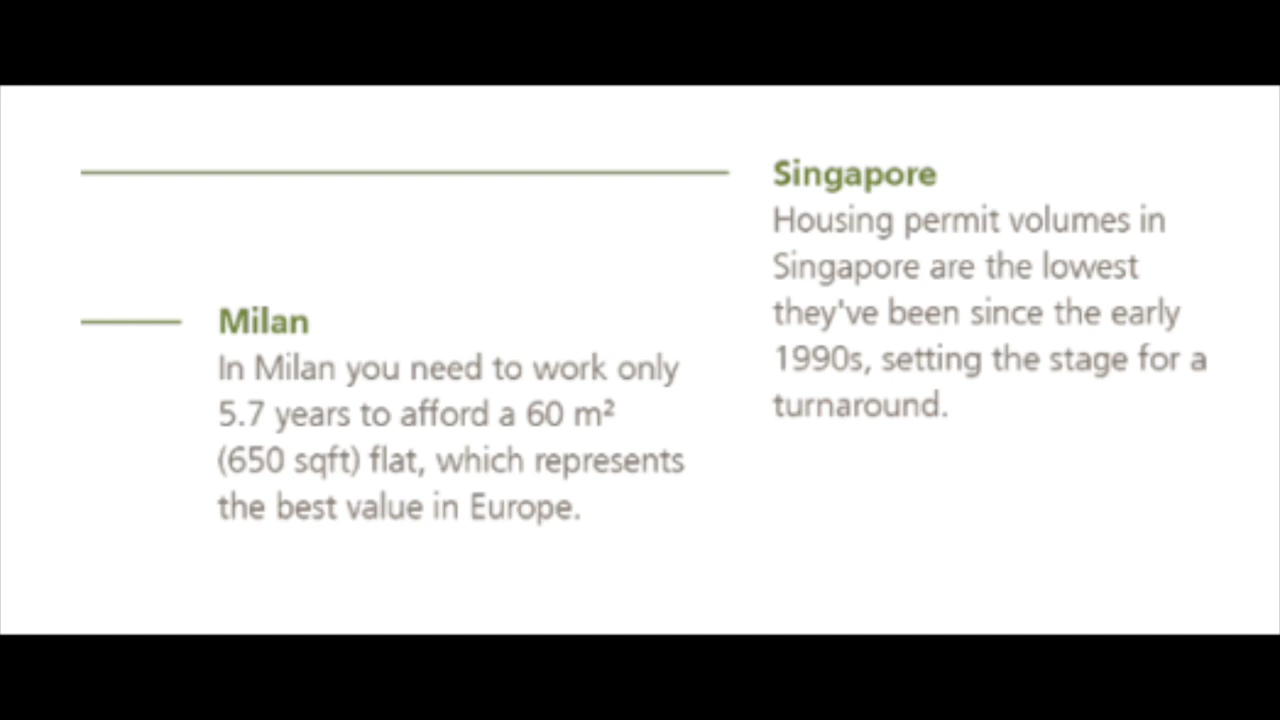 Singapore
Housing permit volumes in
Singapore are the lowest
they've been since the early
1990s, setting the stage for a
turnaround.
Milan
In Milan you need to work only
5.7 years to afford a 60 m²
(650 sqft) flat, which represents
the best value in Europe.